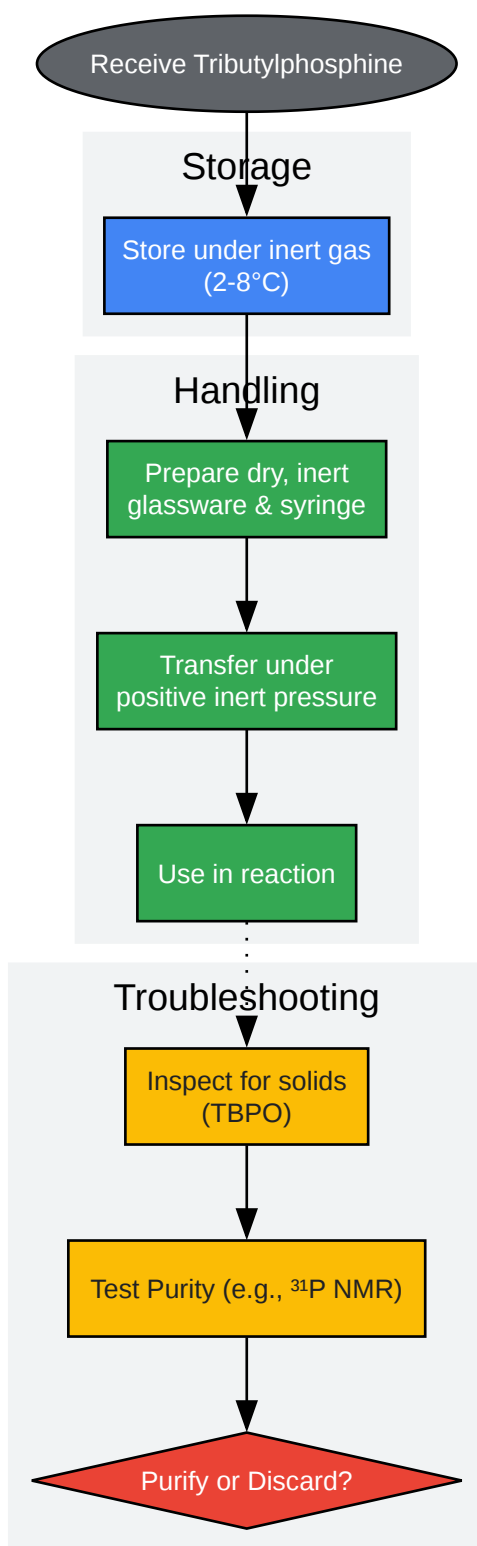 Receive Tributylphosphine
Storage
Store under inert gas
(2-8°C)
Handling
Prepare dry, inert
glassware & syringe
Transfer under
positive inert pressure
Use in reaction
Troubleshooting
Inspect for solids
(TBPO)
Test Purity (e.g., ³¹P NMR)
Purify or Discard?